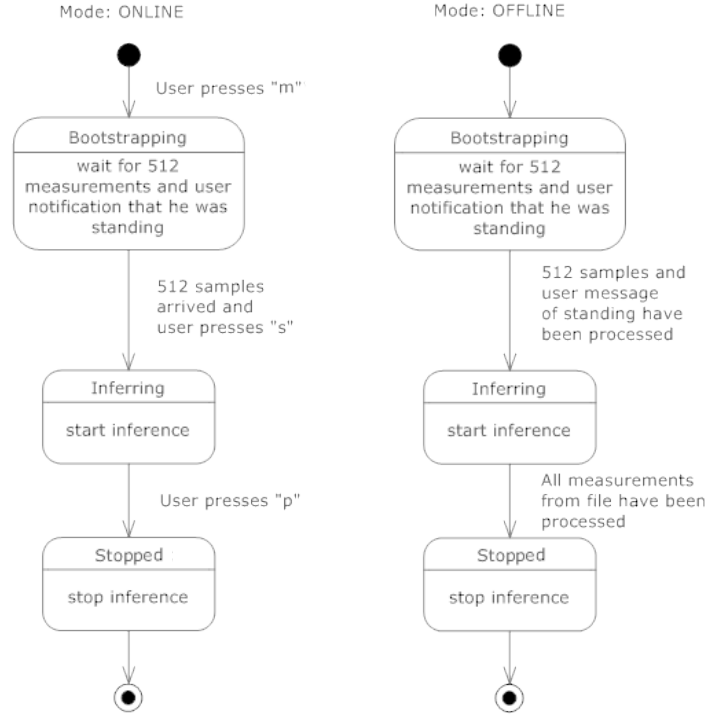 Mode: ONLINE
User presses "m"
Bootstrapping
wait for 512
measurements and user
notification that he was
standing
512 samples
arrived and
user presses "s"
Inferring
start inference
User presses "p"
Stopped
stop inference
Mode: OFFLINE
Bootstrapping
wait for 512
measurements and user
notification that he was
standing
512 samples and
user message
of standing have
been processed
Inferring
start inference
All measurements
from file have been
processed
Stopped
stop inference